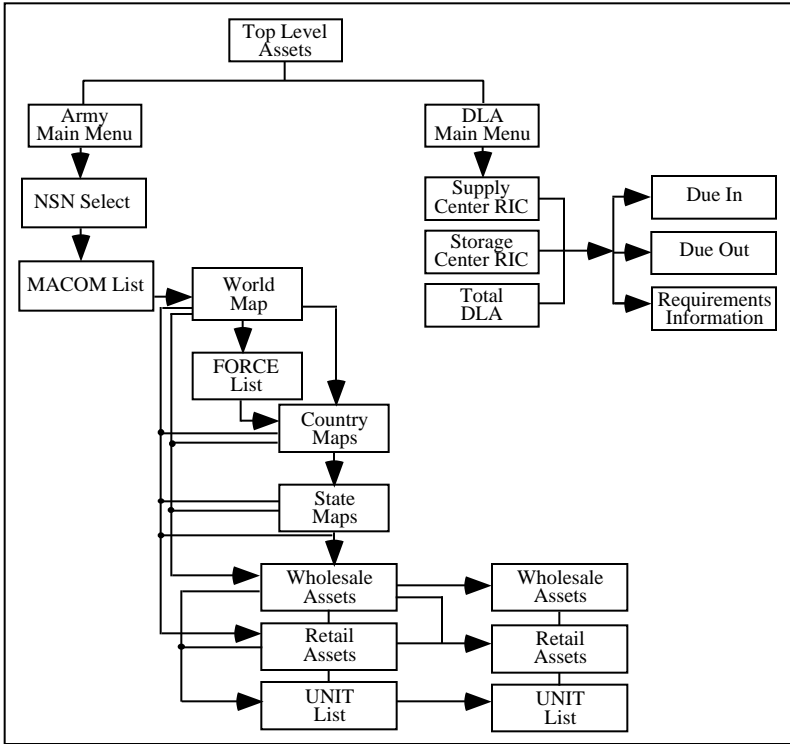 Top Level
Assets
Army
Main Menu
DLA
Main Menu
NSN Select
Supply
Center RIC
Due In
Storage
Center RIC
Due Out
MACOM List
World
Map
Total
DLA
Requirements
Information
FORCE
List
Country
Maps
State
Maps
Wholesale
Assets
Wholesale
Assets
Retail
Assets
Retail
Assets
UNIT
List
UNIT
List